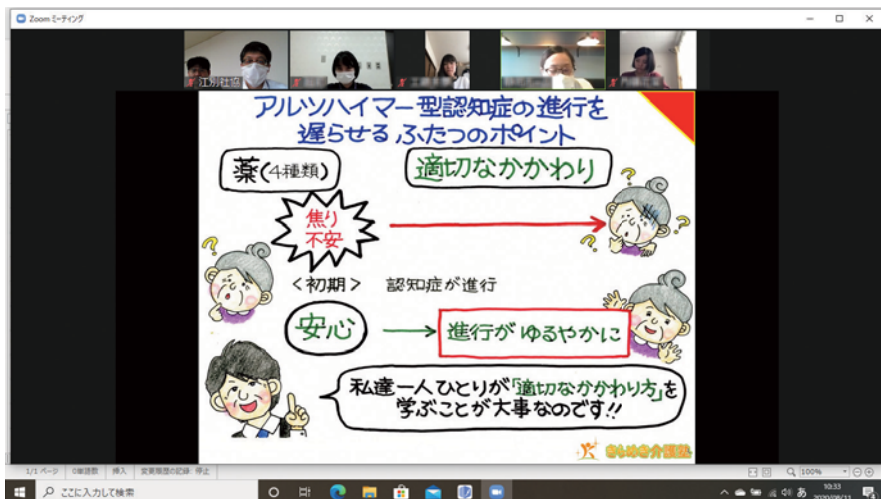 Zoom ミーティング
江別社協
アルツハイマー型認知症の進行を
遅らせる ふたつのポイント
薬(4種類)
適切なかかわり
焦り
不安
<初期> 認知症が進行
安心
進行が ゆるやかに
私達一人ひとりが「適切なかかわり方」を
学ぶことが大事なのです!!
1/1 ページ 0単語数 挿入 変更履歴の記録: 停止
100%
ここに入力して検索
あ
10:33
2020/08/11